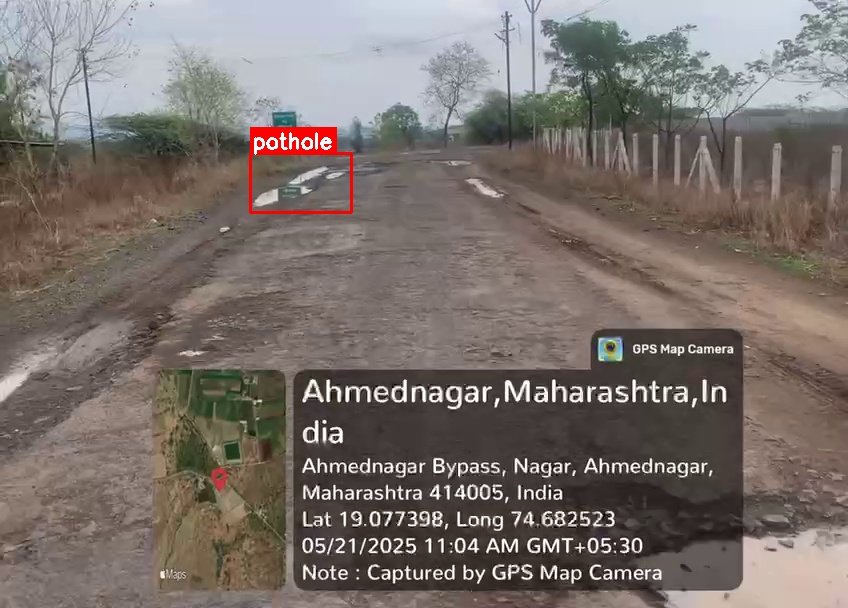 pothole
GPS Map Camera
Ahmednagar,Maharashtra,In
dia
Ahmednagar Bypass, Nagar, Ahmednagar,
Maharashtra 414005, India
Lat 19.077398, Long 74.682523
05/21/2025 11:04 AM GMT+05:30
Note : Captured by GPS Map Camera
Maps